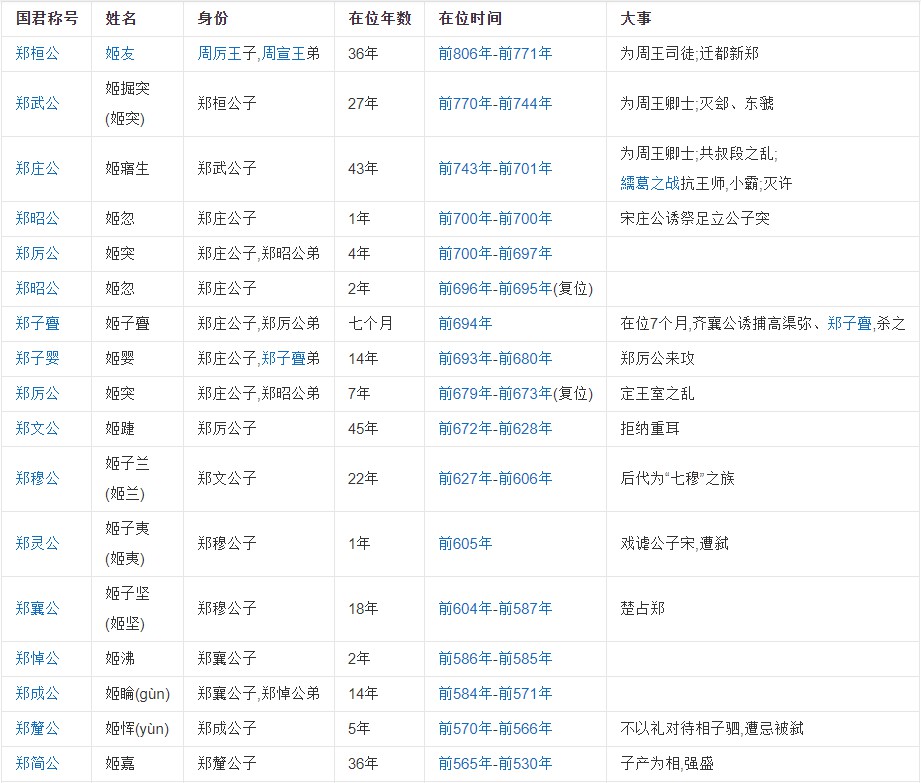 国君称号 姓名 身份 在位年数 在位时间 大事
郑桓公 姬友 周厉王子,周宣王弟 36年 前806年-前771年 为周王司徒;迁都新郑
郑武公 姬掘突 (姬突) 郑桓公子 27年 前770年-前744年 为周王卿士;灭郐、东虢
郑庄公 姬寤生 郑武公子 43年 前743年-前701年 为周王卿士;共叔段之乱;
繻葛之战抗王师,小霸;灭许
郑昭公 姬忽 郑庄公子 1年 前700年-前700年 宋庄公诱祭足立公子突
郑厉公 姬突 郑庄公子,郑昭公弟 4年 前700年-前697年
郑昭公 姬忽 郑庄公子 2年 前696年-前695年(复位)
郑子亹 姬子亹 郑庄公子,郑厉公弟 七个月 前694年 在位7个月,齐襄公诱捕高渠弥、郑子亹,杀之
郑子婴 姬婴 郑庄公子,郑子亹弟 14年 前693年-前680年 郑厉公来攻
郑厉公 姬突 郑庄公子,郑昭公弟 7年 前679年-前673年(复位) 定王室之乱
郑文公 姬踕 郑厉公子 45年 前672年-前628年 拒纳重耳
郑穆公 姬子兰 (姬兰) 郑文公子 22年 前627年-前606年 后代为“七穆”之族
郑灵公 姬子夷 (姬夷) 郑穆公子 1年 前605年 戏谑公子宋,遭弑
郑襄公 姬子坚 (姬坚) 郑穆公子 18年 前604年-前587年 楚占郑
郑悼公 姬沸 郑襄公子 2年 前586年-前585年
郑成公 姬睔(gùn) 郑襄公子,郑悼公弟 14年 前584年-前571年
郑釐公 姬恽(yùn) 郑成公子 5年 前570年-前566年 不以礼对待相子驷,遭忌被弑
郑简公 姬嘉 郑釐公子 36年 前565年-前530年 子产为相,强盛